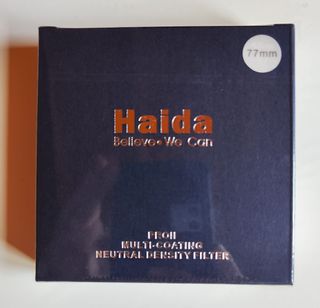 77mm
Haida
Believe•We Can
PROII
MULTI-COATING
NEUTRAL DENSITY FILTER